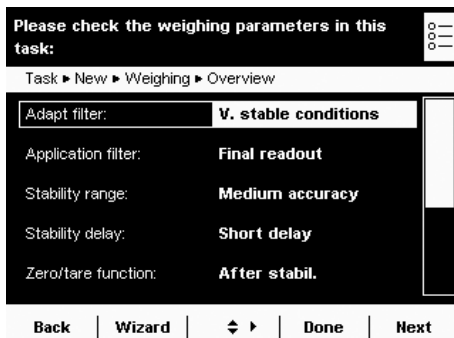 Please check the weighing parameters in this
task:
Task ▸ New ▸ Weighing ▸ Overview
Adapt filter: V. stable conditions
Application filter: Final readout
Stability range: Medium accuracy
Stability delay: Short delay
Zero/tare function: After stabil.
Back Wizard Done Next